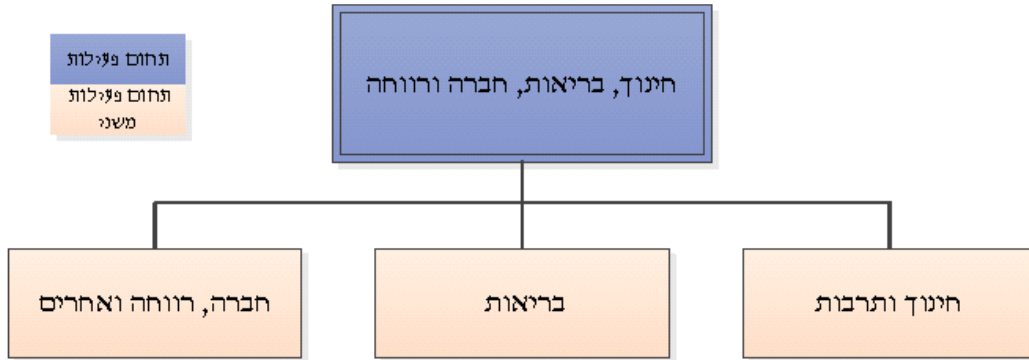 תחום פעילות
תחום פעילות
משני
חינוך, בריאות, חברה ורווחה
חינוך ותרבות
בריאות
חברה, רווחה ואחרים